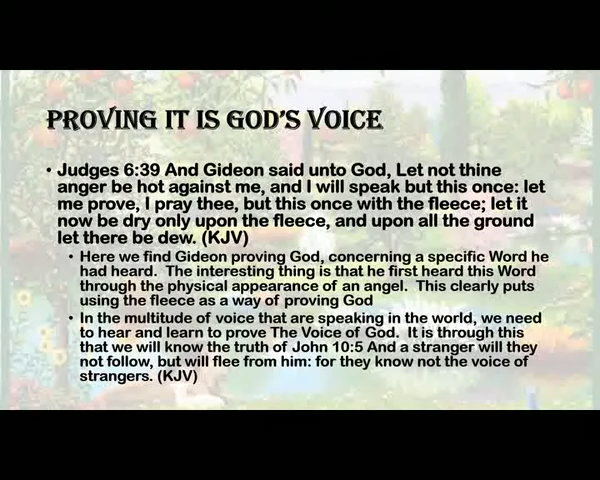 PROVING IT IS GOD'S VOICE
• Judges 6:39 And Gideon said unto God, Let not thine
anger be hot against me, and I will speak but this once: let
me prove, I pray thee, but this once with the fleece; let it
now be dry only upon the fleece, and upon all the ground
let there be dew. (KJV)
• Here we find Gideon proving God, concerning a specific Word he
had heard.  The interesting thing is that he first heard this Word
through the physical appearance of an angel.  This clearly puts
using the fleece as a way of proving God
• In the multitude of voice that are speaking in the world, we need
to hear and learn to prove The Voice of God.  It is through this
that we will know the truth of John 10:5 And a stranger will they
not follow, but will flee from him: for they know not the voice of
strangers. (KJV)